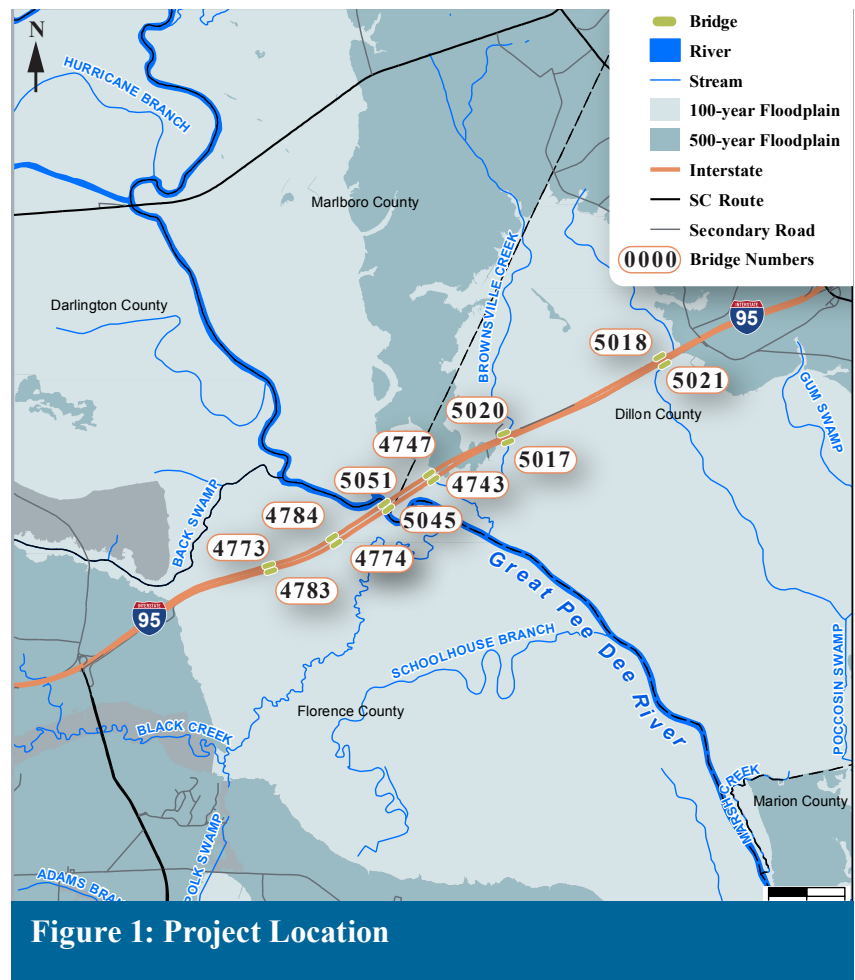 N
HURRICANE BRANCH
Marlboro County
Darlington County
BROWNSVILLE CREEK
Bridge
River
Stream
100-year Floodplain
500-year Floodplain
Interstate
SC Route
Secondary Road
0000 Bridge Numbers
INTERSTATE
95
5018
5021
GUM SWAMP
Dillon County
5020
5017
4747
4743
5051
5045
4784
4774
4773
4783
BACK SWAMP
INTERSTATE
95
Great Pee Dee River
SCHOOLHOUSE BRANCH
Florence County
BLACK CREEK
POCCOSIN SWAMP
MARSH CREEK
Marion County
POLK SWAMP
ADAMS BRAN
Figure 1: Project Location